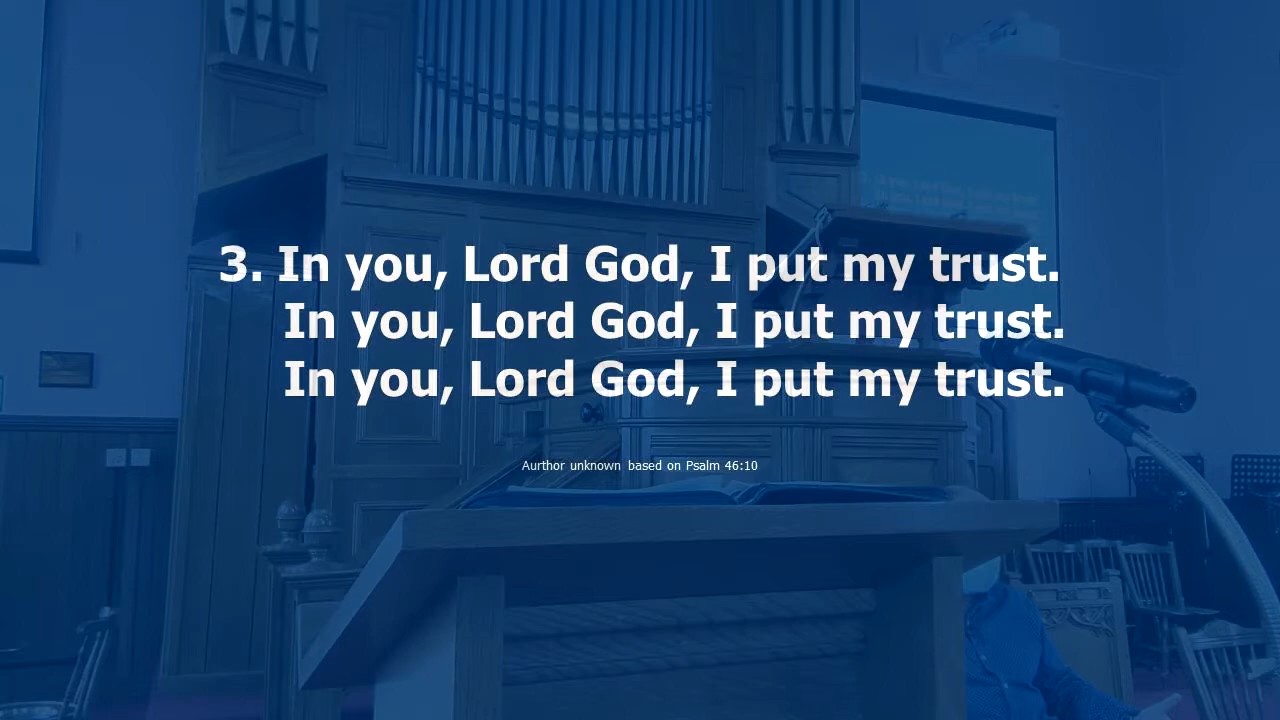 3. In you, Lord God, I put my trust.
In you, Lord God, I put my trust.
In you, Lord God, I put my trust.
Aurthor unknown based on Psalm 46:10